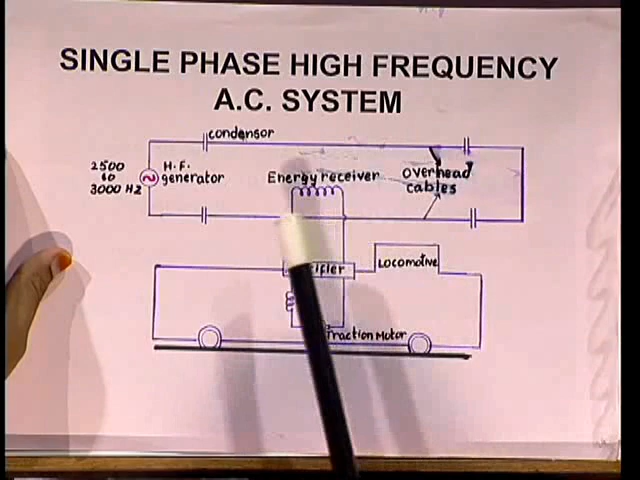 SINGLE PHASE HIGH FREQUENCY
A.C. SYSTEM
condensor
2500
to
3000 HZ
H.F.
generator
Energy receiver
overhead
cables
Locomotive
Traction Motor